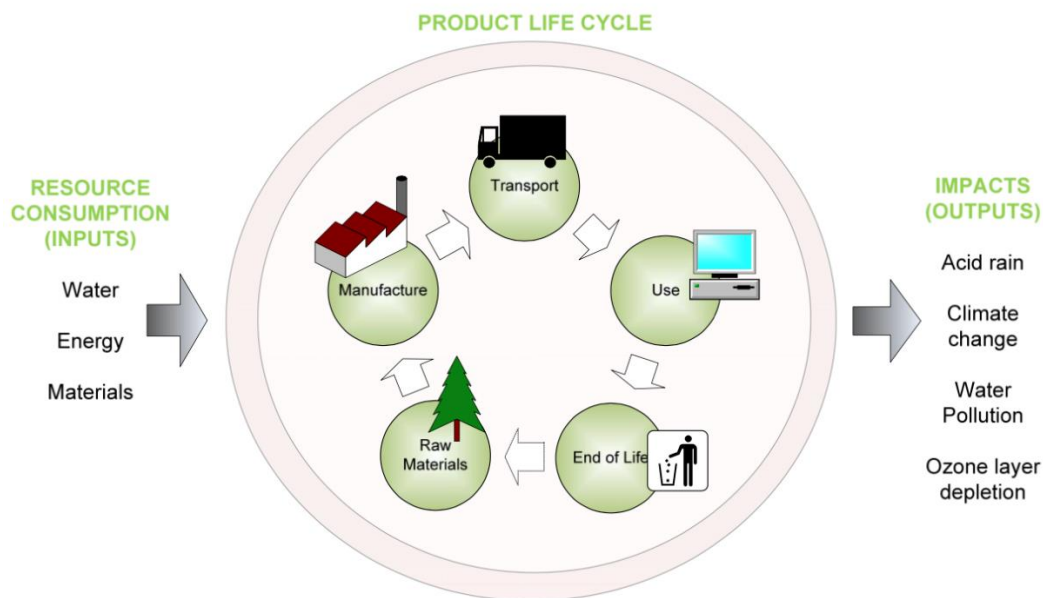 PRODUCT LIFE CYCLE
RESOURCE
CONSUMPTION
(INPUTS)
Water
Energy
Materials
Transport
Manufacture
Use
Raw
Materials
End of Life
IMPACTS
(OUTPUTS)
Acid rain
Climate
change
Water
Pollution
Ozone layer
depletion